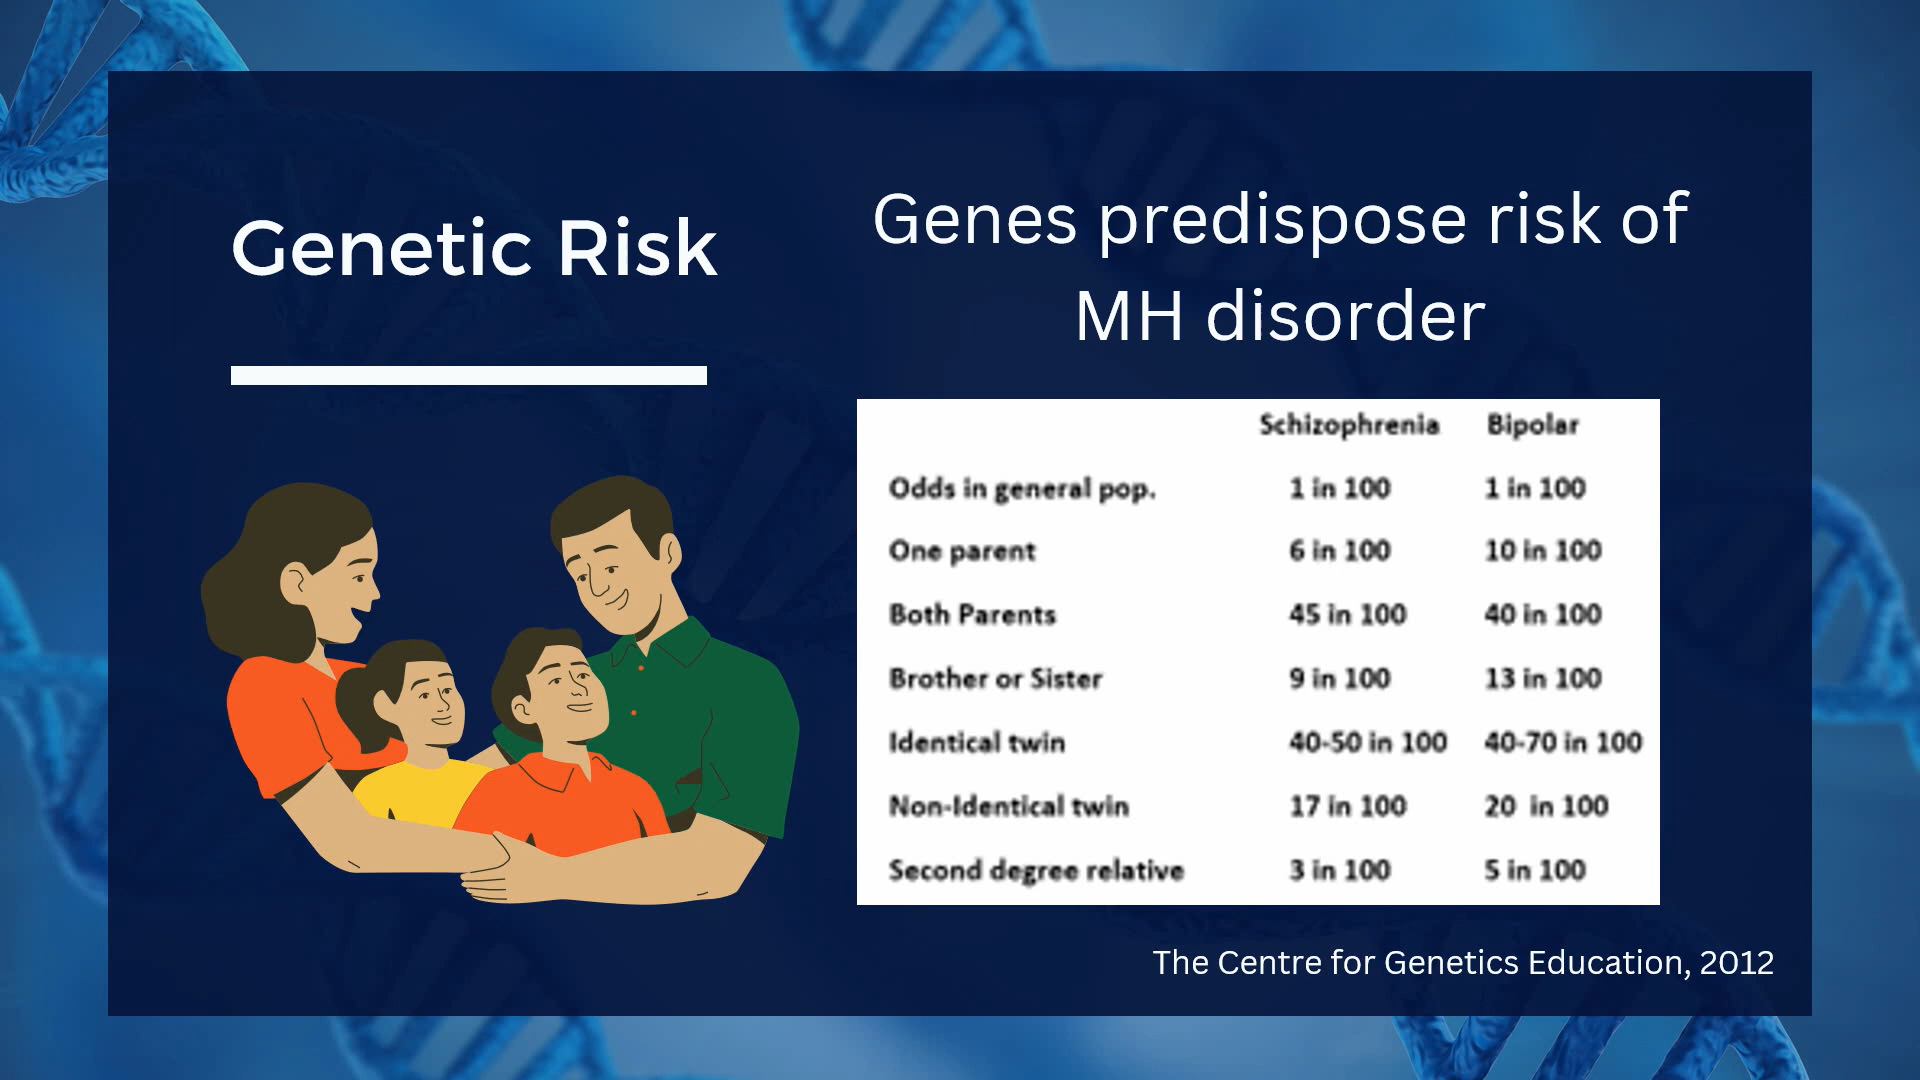 Genetic Risk
Genes predispose risk of
MH disorder
Schizophrenia Bipolar
Odds in general pop. 1 in 100 1 in 100
One parent 6 in 100 10 in 100
Both Parents 45 in 100 40 in 100
Brother or Sister 9 in 100 13 in 100
Identical twin 40-50 in 100 40-70 in 100
Non-Identical twin 17 in 100 20 in 100
Second degree relative 3 in 100 5 in 100
The Centre for Genetics Education, 2012